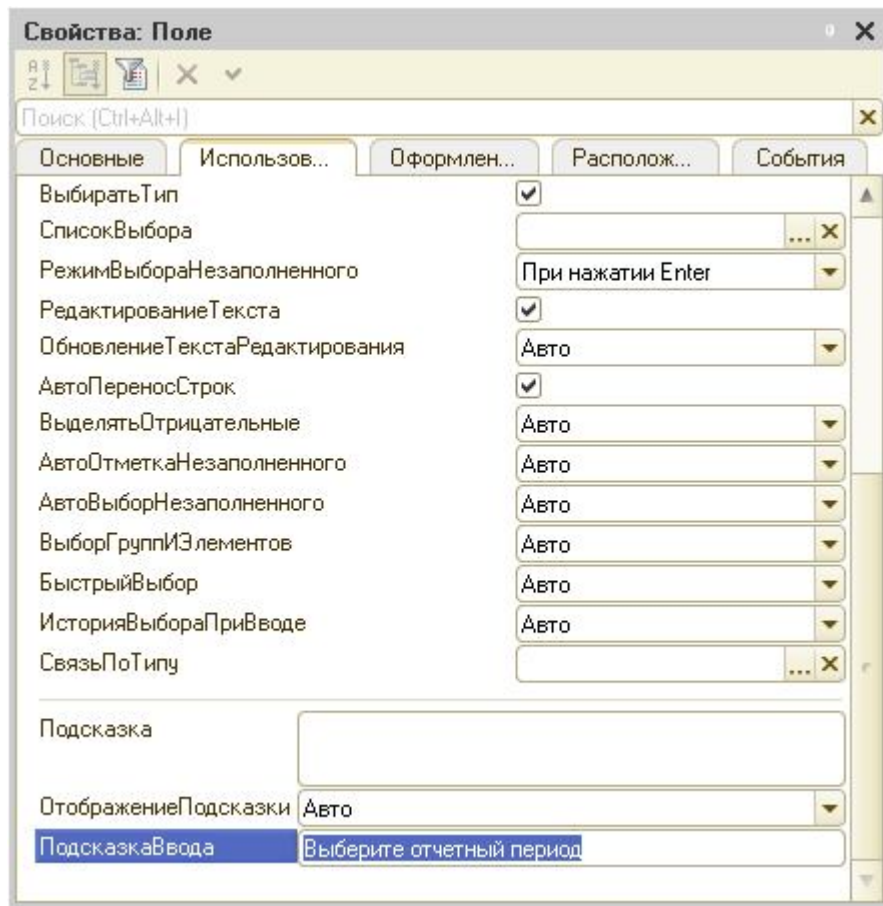 Свойства: Поле
Поиск (Ctrl+Alt+I)
Основные Использов... Оформлен... Располож... События
ВыбиратьТип
СписокВыбора ...
РежимВыбораНезаполненного При нажатии Enter
РедактированиеТекста
ОбновлениеТекстаРедактирования Авто
АвтоПереносСтрок
ВыделятьОтрицательные Авто
АвтоОтметкаНезаполненного Авто
АвтоВыборНезаполненного Авто
ВыборГруппИЭлементов Авто
БыстрыйВыбор Авто
ИсторияВыбораПриВводе Авто
СвязьПоТипу ...
Подсказка
ОтображениеПодсказки Авто
ПодсказкаВвода Выберите отчетный период